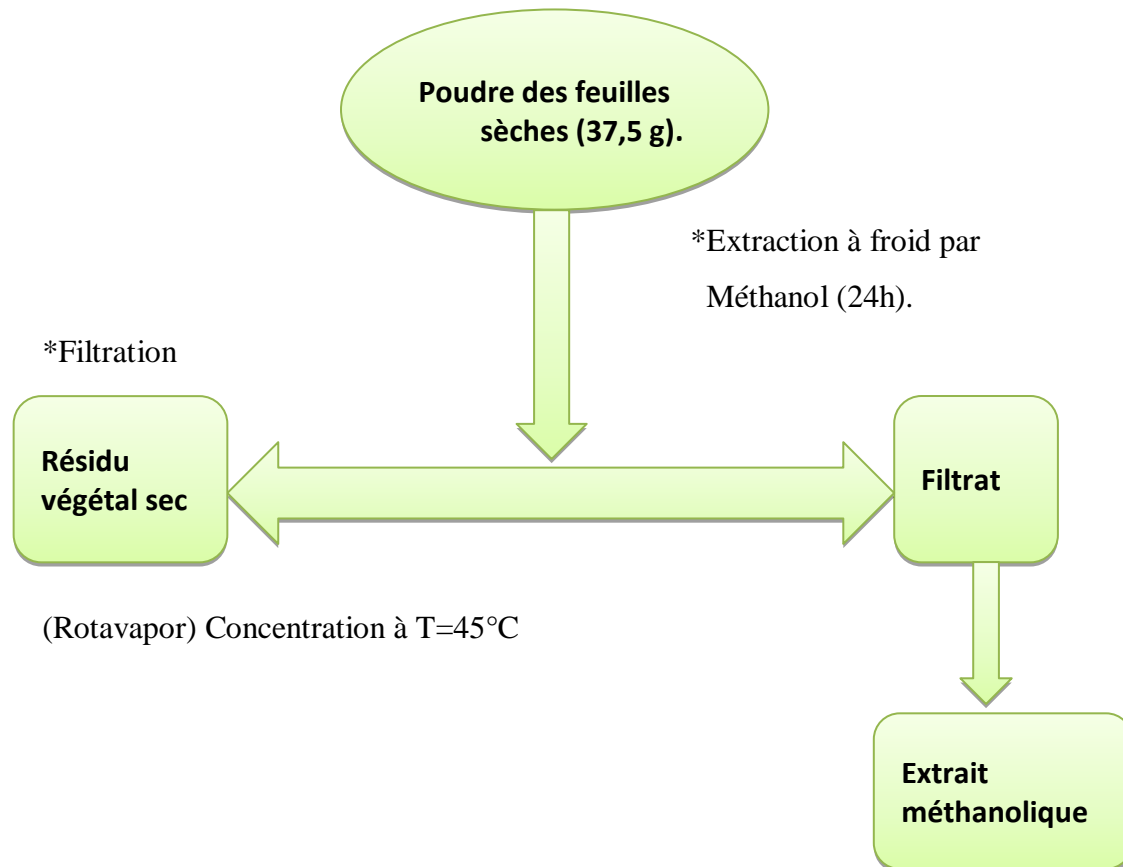 Poudre des feuilles
sèches (37,5 g).
*Extraction à froid par
Méthanol (24h).
*Filtration
Résidu
végétal sec
Filtrat
(Rotavapor) Concentration à T=45°C
Extrait
méthanolique